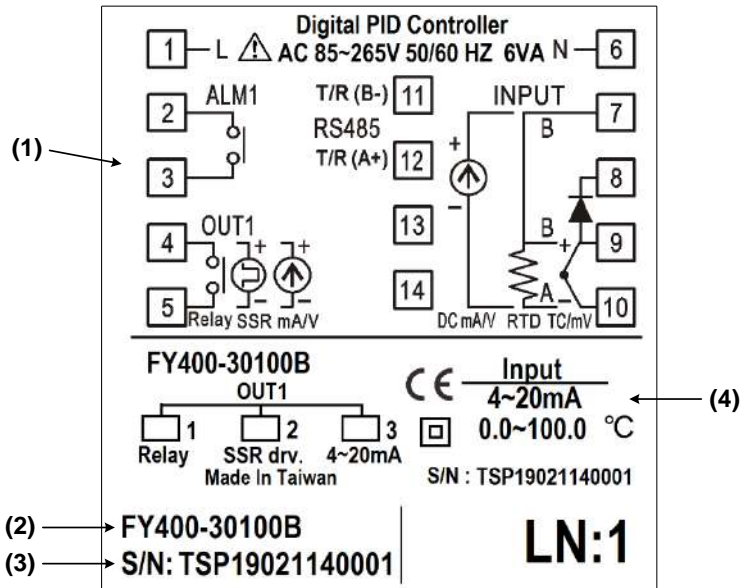 Digital PID Controller
1 L AC 85~265V 50/60 HZ 6VA N 6
2 ALM1
3
(1)
4 OUT1
5 Relay SSR mA/V
+ - + -
T/R (B-) 11
RS485
T/R (A+) 12
13
14
INPUT
7
B
8
B + 9
A - 10
+ -
DC mA/V RTD TC/mV
FY400-30100B
OUT1
1 2 3
Relay SSR drv. 4~20mA
Made In Taiwan
CE
Input
4~20mA
0.0~100.0 °C
(4)
S/N : TSP19021140001
(2) FY400-30100B
(3) S/N: TSP19021140001
LN:1